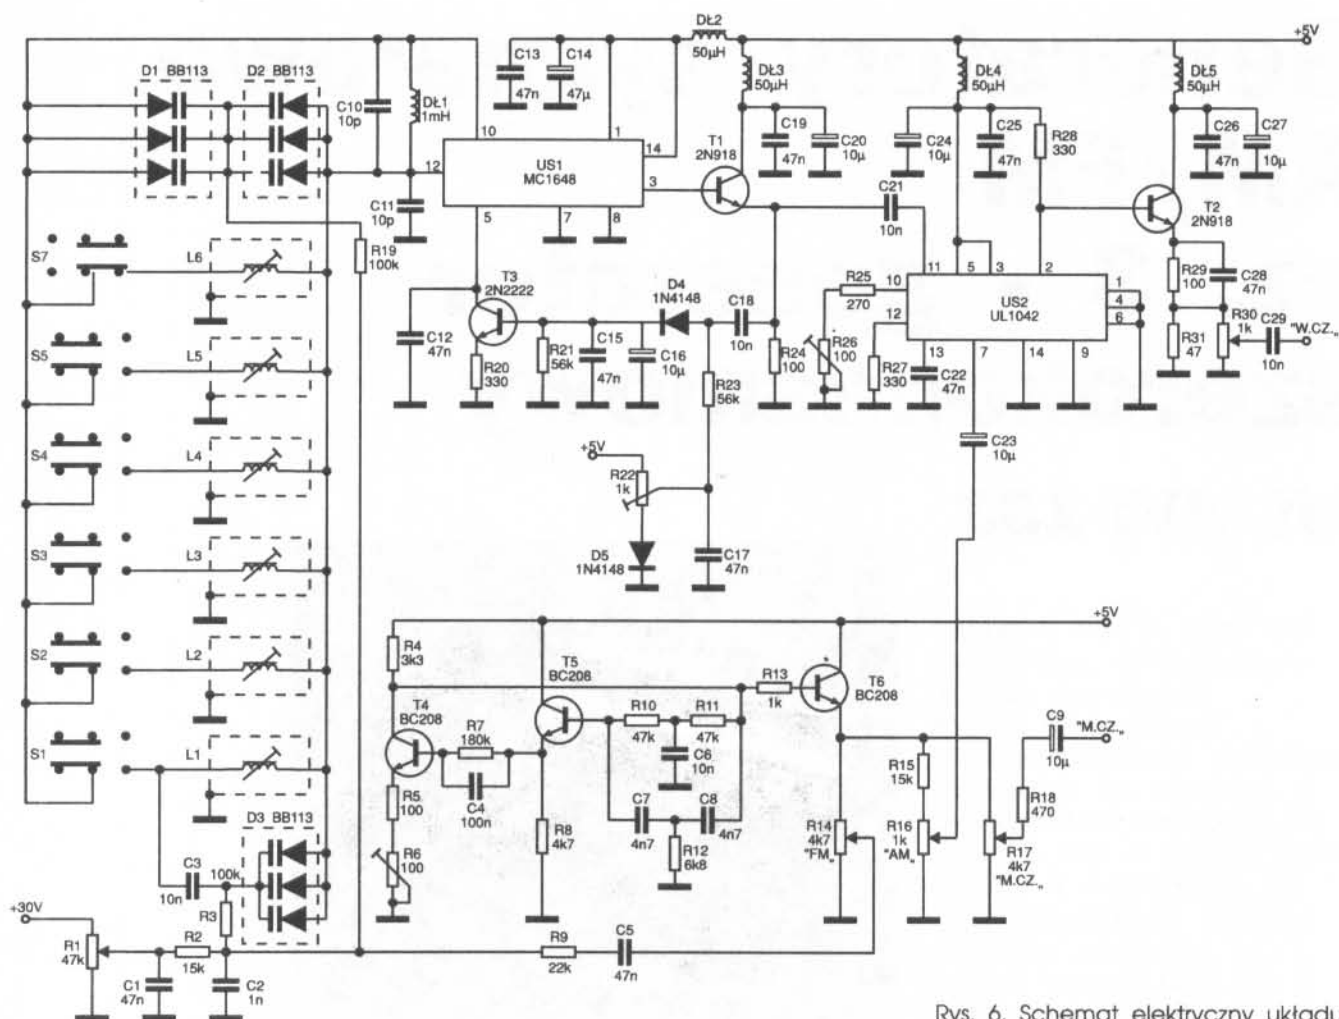 DŁ2
50µH
+5V
C13
47n
C14
47µ
DŁ3
50µH
DŁ4
50µH
DŁ5
50µH
D1 BB113
D2 BB113
C10
10p
DŁ1
1mH
C19
47n
C20
10µ
C24
10µ
C25
47n
R28
330
C26
47n
C27
10µ
10
1
14
12
US1
MC1648
3
5
7
8
T1
2N918
T2
2N918
C11
10p
C21
10n
S7
L6
R19
100k
T3
2N2222
D4
1N4148
C18
10n
R25
270
11
5
3
2
10
12
US2
UL1042
1
4
6
13
7
14
9
R29
100
C28
47n
R30
1k
C29
10n
"W.CZ.„
R31
47
C12
47n
R20
330
R21
56k
C15
47n
C16
10µ
R23
56k
R24
100
R26
100
R27
330
C22
47n
S5
L5
S4
L4
+5V
R22
1k
C23
10µ
S3
L3
D5
1N4148
C17
47n
+5V
S2
L2
R4
3k3
T5
BC208
T4
BC208
R7
180k
C4
100n
R10
47k
R11
47k
C6
10n
R13
1k
T6
BC208
C9
10µ
"M.CZ.„
S1
L1
R5
100
R6
100
R8
4k7
C7
4n7
C8
4n7
R12
6k8
R14
4k7
"FM„
R15
15k
R16
1k
"AM„
R18
470
R17
4k7
"M.CZ.„
D3 BB113
C3
10n
100k
R3
+30V
R1
47k
R2
15k
C1
47n
C2
1n
R9
22k
C5
47n
Rys. 6. Schemat elektryczny układu